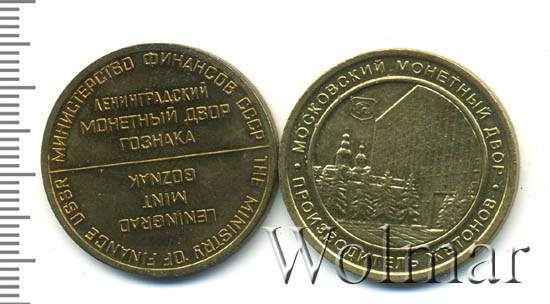 МИНИСТЕРСТВО ФИНАНСОВ СССР
ЛЕНИНГРАДСКИЙ
МОНЕТНЫЙ ДВОР
ГОЗНАКА
THE MINISTRY OF FINANCE USSR
LENINGRAD
MINT
GOZNAK
МОСКОВСКИЙ МОНЕТНЫЙ ДВОР
ПРОИЗВОДИТЕЛЬ ЖЕТОНОВ
Wolmar